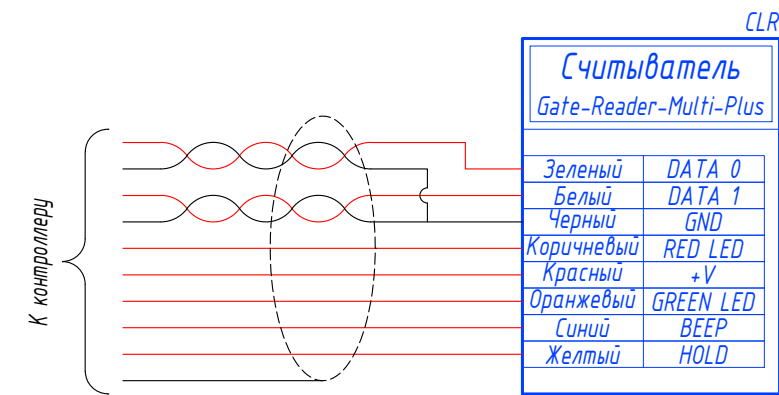 CLR
Считыватель
Gate-Reader-Multi-Plus
К контроллеру
Зеленый DATA 0
Белый DATA 1
Черный GND
Коричневый RED LED
Красный +V
Оранжевый GREEN LED
Синий BEEP
Желтый HOLD